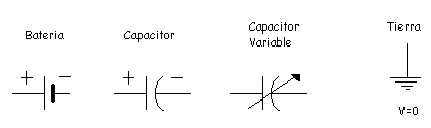 Bateria
Capacitor
Capacitor
Variable
Tierra
+ −
+ −
V=0